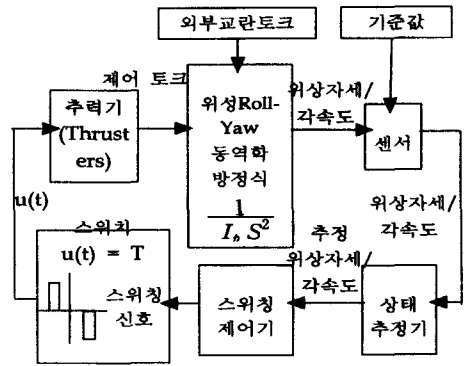 외부교란토크
기준값
제어 토크
추력기
(Thrust
ers)
위성Roll-
Yaw
동역학
방정식
1
I, S²
위상자세/
각속도
센서
u(t)
스위치
u(t) = T
스위칭
신호
스위칭
제어기
추정
위상자세/
각속도
위상자세/
각속도
상태
추정기